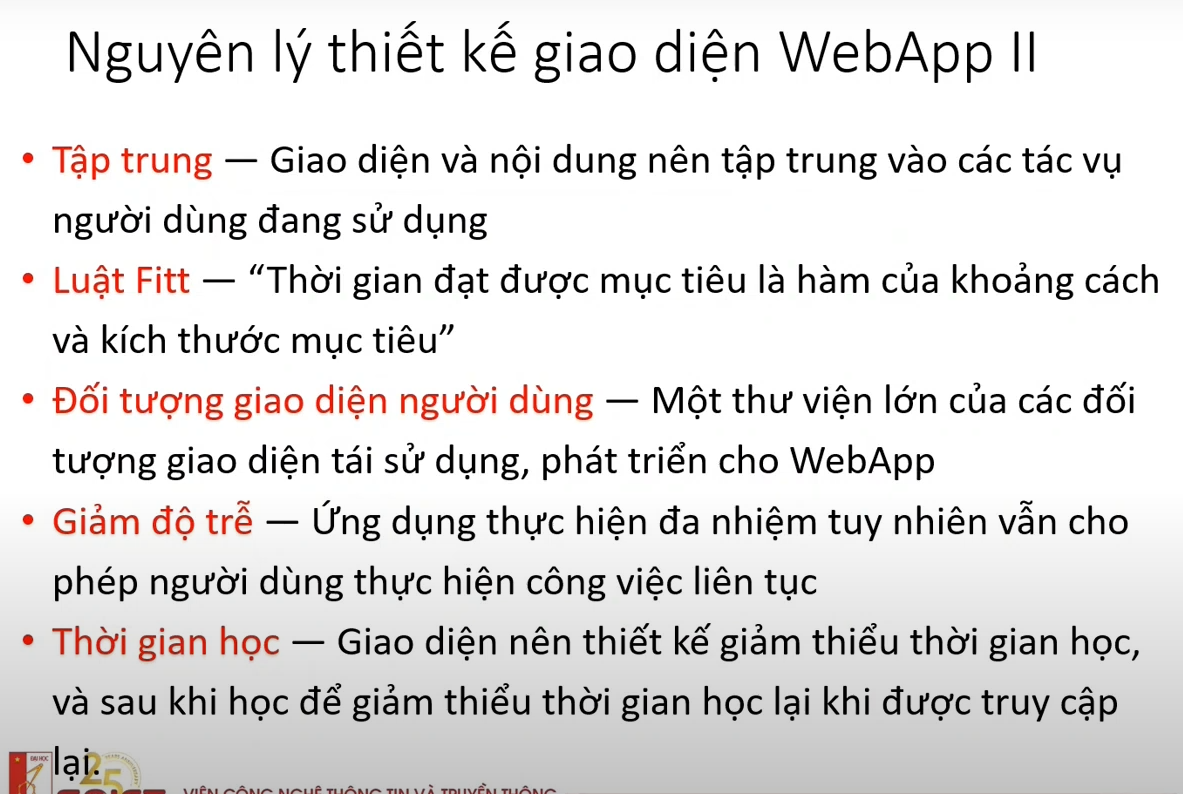 Nguyên lý thiết kế giao diện WebApp II
• Tập trung — Giao diện và nội dung nên tập trung vào các tác vụ
người dùng đang sử dụng
• Luật Fitt — “Thời gian đạt được mục tiêu là hàm của khoảng cách
và kích thước mục tiêu”
• Đối tượng giao diện người dùng — Một thư viện lớn của các đối
tượng giao diện tái sử dụng, phát triển cho WebApp
• Giảm độ trễ — Ứng dụng thực hiện đa nhiệm tuy nhiên vẫn cho
phép người dùng thực hiện công việc liên tục
• Thời gian học — Giao diện nên thiết kế giảm thiểu thời gian học,
và sau khi học để giảm thiểu thời gian học lại khi được truy cập
lại.
ĐẠI HỌC
25
VIỆN CÔNG NGHỆ THÔNG TIN VÀ TRUYỀN THÔNG